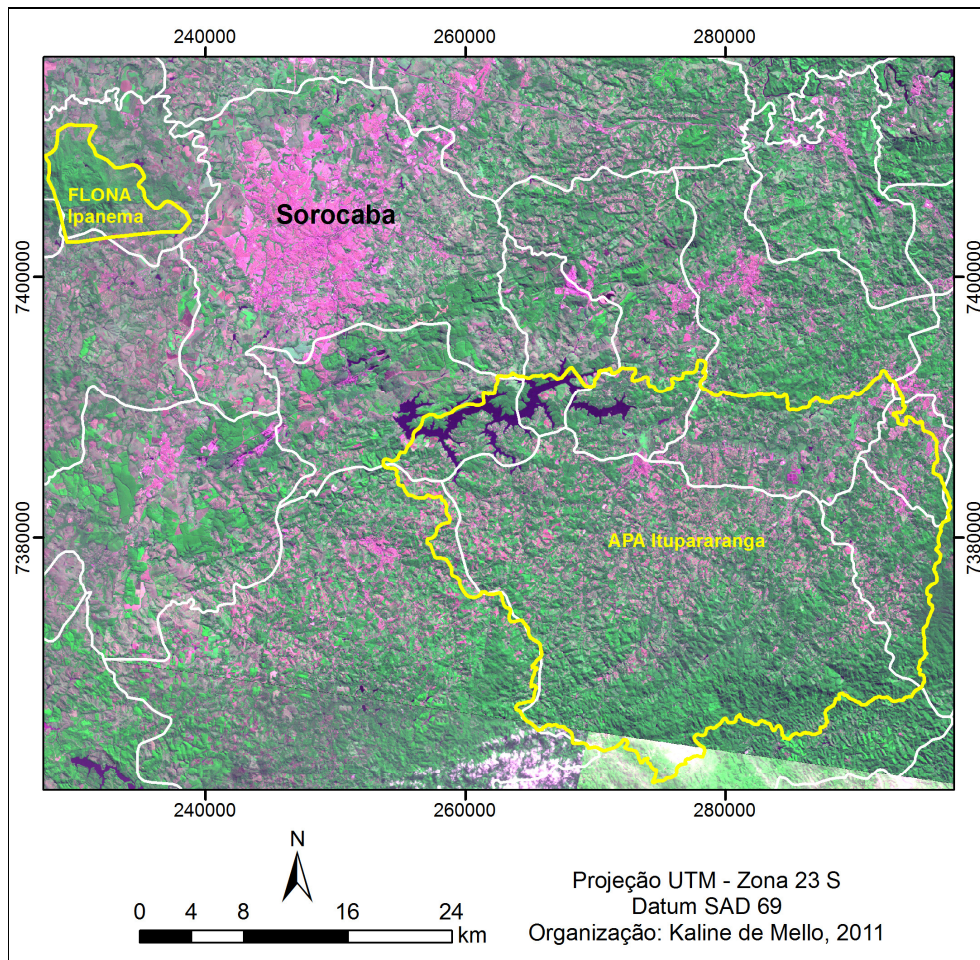 240000 260000 280000
FLONA
Ipanema
Sorocaba
7400000
7400000
7380000
7380000
APA Itupararanga
240000 260000 280000
N
0 4 8 16 24
km
Projeção UTM - Zona 23 S
Datum SAD 69
Organização: Kaline de Mello, 2011